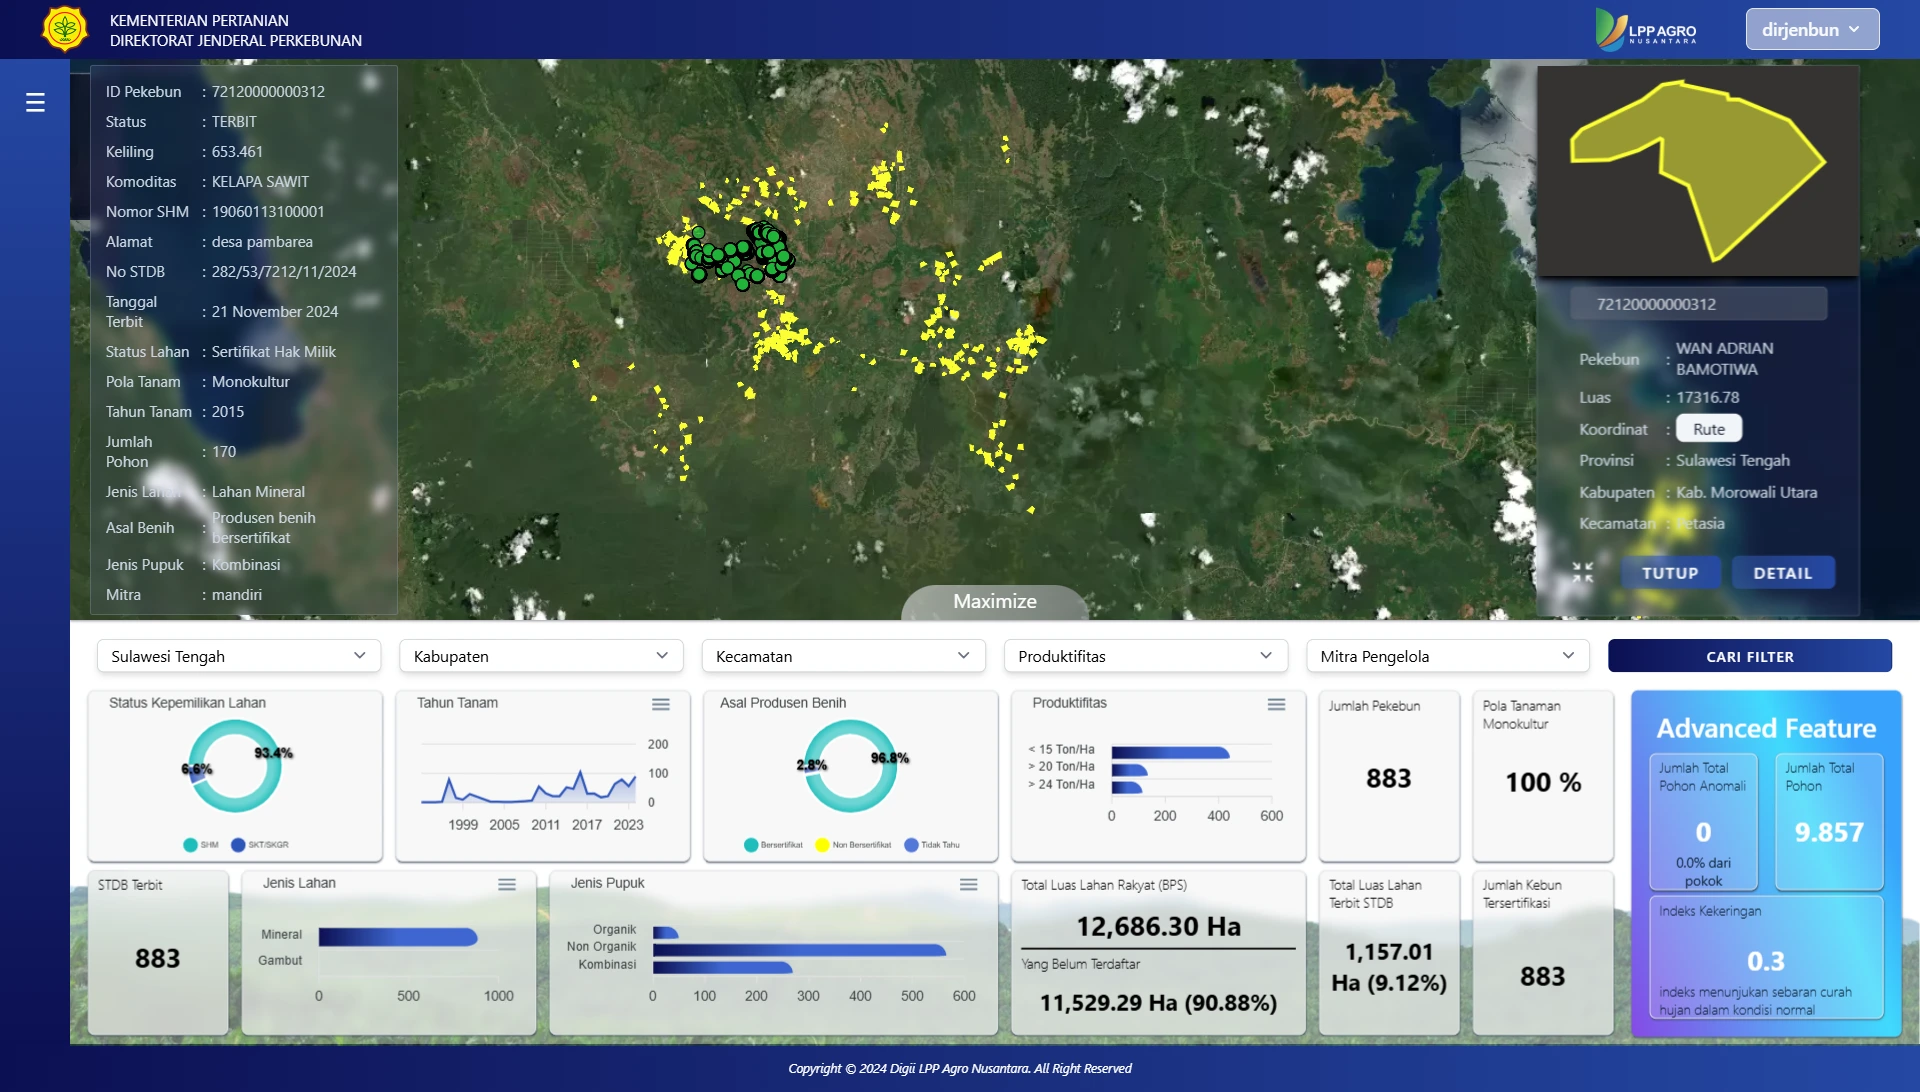 KEMENTERIAN PERTANIAN
DIREKTORAT JENDERAL PERKEBUNAN
LPP AGRO
NUSANTARA
dirjenbun
ID Pekebun : 72120000000312
Status : TERBIT
Keliling : 653.461
Komoditas : KELAPA SAWIT
Nomor SHM : 19060113100001
Alamat : desa pambarea
No STDB : 282/53/7212/11/2024
Tanggal
Terbit : 21 November 2024
Status Lahan : Sertifikat Hak Milik
Pola Tanam : Monokultur
Tahun Tanam : 2015
Jumlah
Pohon : 170
Jenis Lahan : Lahan Mineral
Asal Benih : Produsen benih
bersertifikat
Jenis Pupuk : Kombinasi
Mitra : mandiri
72120000000312
Pekebun : WAN ADRIAN
BAMOTIWA
Luas : 17316.78
Koordinat : Rute
Provinsi : Sulawesi Tengah
Kabupaten : Kab. Morowali Utara
Kecamatan : Petasia
TUTUP
DETAIL
Maximize
Sulawesi Tengah
Kabupaten
Kecamatan
Produktifitas
Mitra Pengelola
CARI FILTER
Status Kepemilikan Lahan
93.4%
6.6%
SHM
SKT/SKGR
Tahun Tanam
200
100
0
1999 2005 2011 2017 2023
Asal Produsen Benih
96.8%
2.8%
Bersertifikat
Non Bersertifikat
Tidak Tahu
Produktifitas
< 15 Ton/Ha
> 20 Ton/Ha
> 24 Ton/Ha
0 200 400 600
Jumlah Pekebun
883
Pola Tanaman
Monokultur
100 %
Advanced Feature
Jumlah Total
Pohon Anomali
0
0.0% dari
pokok
Jumlah Total
Pohon
9.857
Indeks Kekeringan
0.3
indeks menunjukan sebaran curah
hujan dalam kondisi normal
STDB Terbit
883
Jenis Lahan
Mineral
Gambut
0 500 1000
Jenis Pupuk
Organik
Non Organik
Kombinasi
0 100 200 300 400 500 600
Total Luas Lahan Rakyat (BPS)
12,686.30 Ha
Yang Belum Terdaftar
11,529.29 Ha (90.88%)
Total Luas Lahan
Terbit STDB
1,157.01
Ha (9.12%)
Jumlah Kebun
Tersertifikasi
883
Copyright © 2024 Digii LPP Agro Nusantara. All Right Reserved